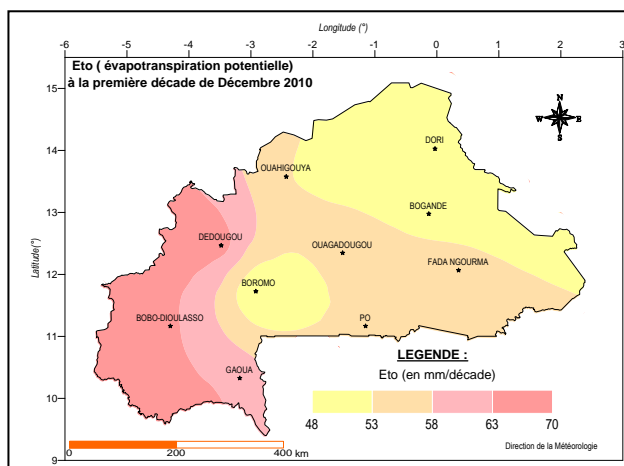 Longitude (°)
-6 -5 -4 -3 -2 -1 0 1 2 3
Eto ( évapotranspiration potentielle)
à la première décade de Décembre 2010
N
W E
S
15
14
13
12
11
10
9
Latitude(°)
DORI
OUAHIGOUYA
BOGANDE
DEDOUGOU
OUAGADOUGOU
FADA NGOURMA
BOROMO
BOBO-DIOULASSO
PO
GAOUA
LEGENDE :
Eto (en mm/décade)
48 53 58 63 70
0 200 400 km
Direction de la Météorologie